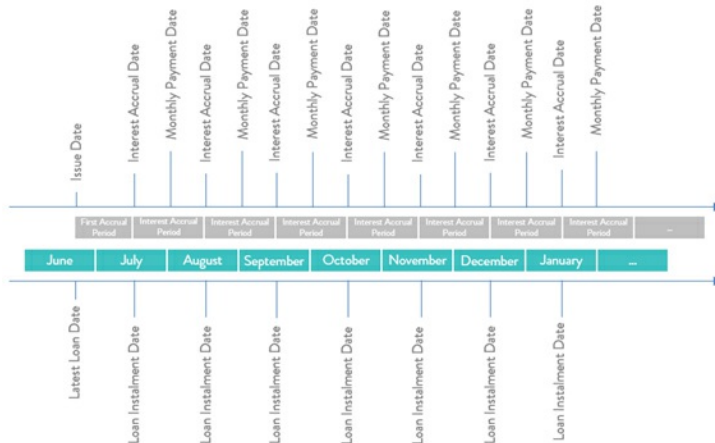 Issue Date
Interest Accrual Date
Monthly Payment Date
Interest Accrual Date
Monthly Payment Date
Interest Accrual Date
Monthly Payment Date
Interest Accrual Date
Monthly Payment Date
Interest Accrual Date
Monthly Payment Date
Interest Accrual Date
Monthly Payment Date
Interest Accrual Date
Monthly Payment Date
First Accrual
Period
Interest Accrual
Period
Interest Accrual
Period
Interest Accrual
Period
Interest Accrual
Period
Interest Accrual
Period
Interest Accrual
Period
Interest Accrual
Period
...
June
July
August
September
October
November
December
January
...
Latest Loan Date
Loan Instalment Date
Loan Instalment Date
Loan Instalment Date
Loan Instalment Date
Loan Instalment Date
Loan Instalment Date
Loan Instalment Date